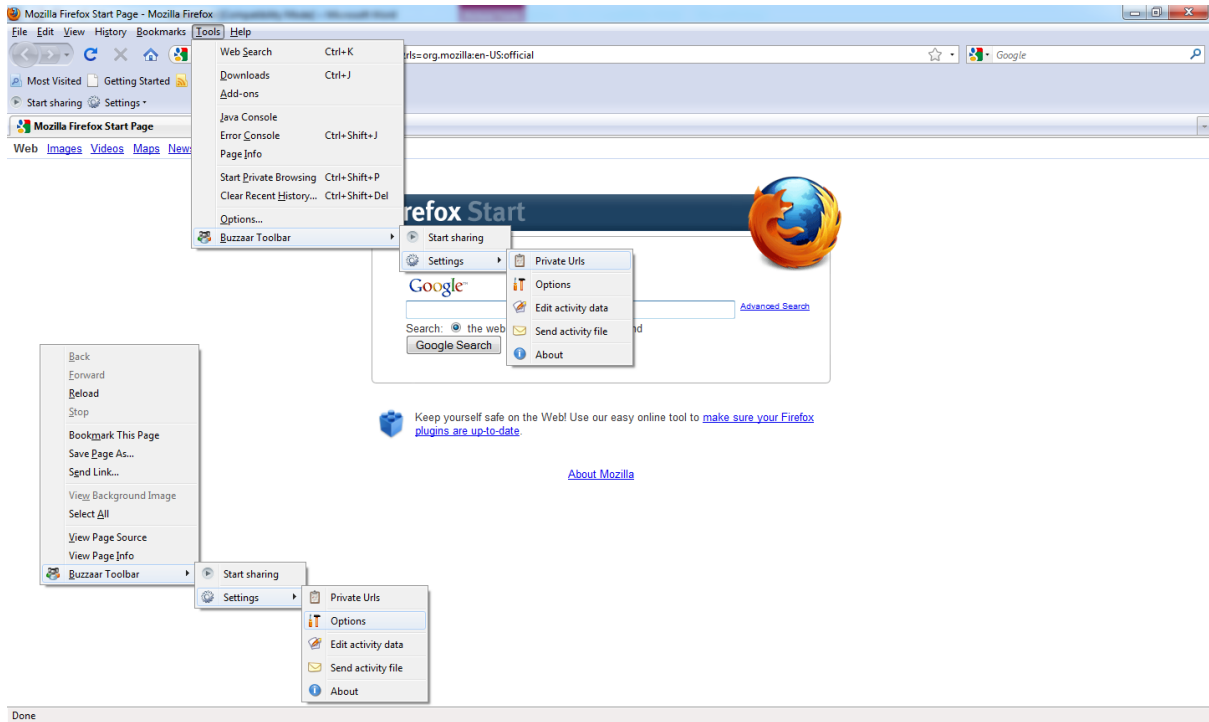 Mozilla Firefox Start Page - Mozilla Firefox
File Edit View History Bookmarks Tools Help
rls=org.mozilla:en-US:official
Google
Most Visited Getting Started
Start sharing Settings
Mozilla Firefox Start Page
Web Images Videos Maps News
Web Search Ctrl+K
Downloads Ctrl+J
Add-ons
Java Console
Error Console Ctrl+Shift+J
Page Info
Start Private Browsing Ctrl+Shift+P
Clear Recent History... Ctrl+Shift+Del
Options...
Buzzaar Toolbar
Start sharing
Settings
Private Urls
Options
Edit activity data
Send activity file
About
refox Start
Google
Advanced Search
Search: the web
Google Search
Keep yourself safe on the Web! Use our easy online tool to make sure your Firefox
plugins are up-to-date.
About Mozilla
Back
Forward
Reload
Stop
Bookmark This Page
Save Page As...
Send Link...
View Background Image
Select All
View Page Source
View Page Info
Buzzaar Toolbar
Start sharing
Settings
Private Urls
Options
Edit activity data
Send activity file
About
Done